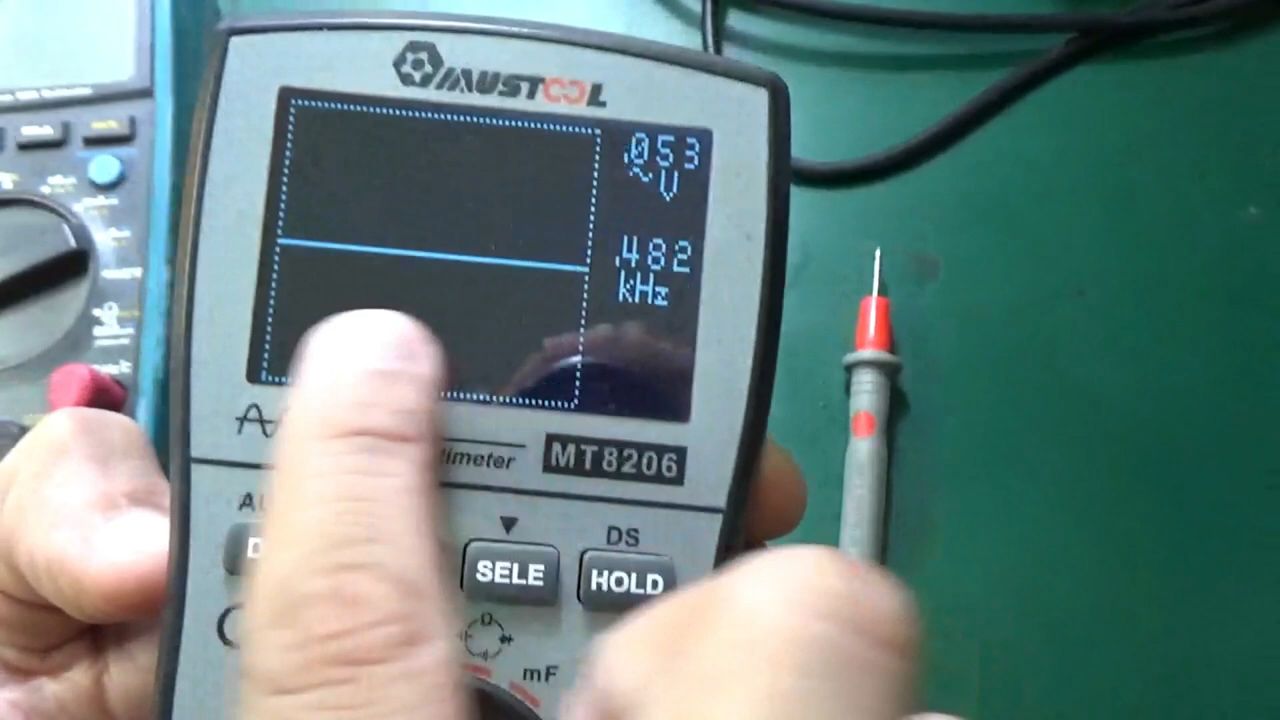 MUSTOOL
.053
~V
.482
kHz
MT8206
DS
SELE
HOLD
Ω
mF